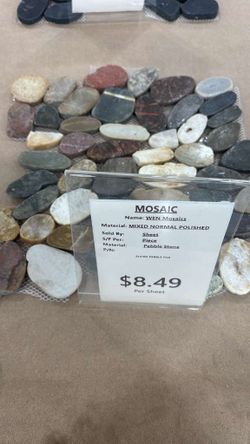 MOSAIC
Name: WEN Mosaics
Material: MIXED NORMAL POLISHED
Sold By: Sheet
S/F Per: Piece
Material: Pebble Stone
$8.49
Per Sheet